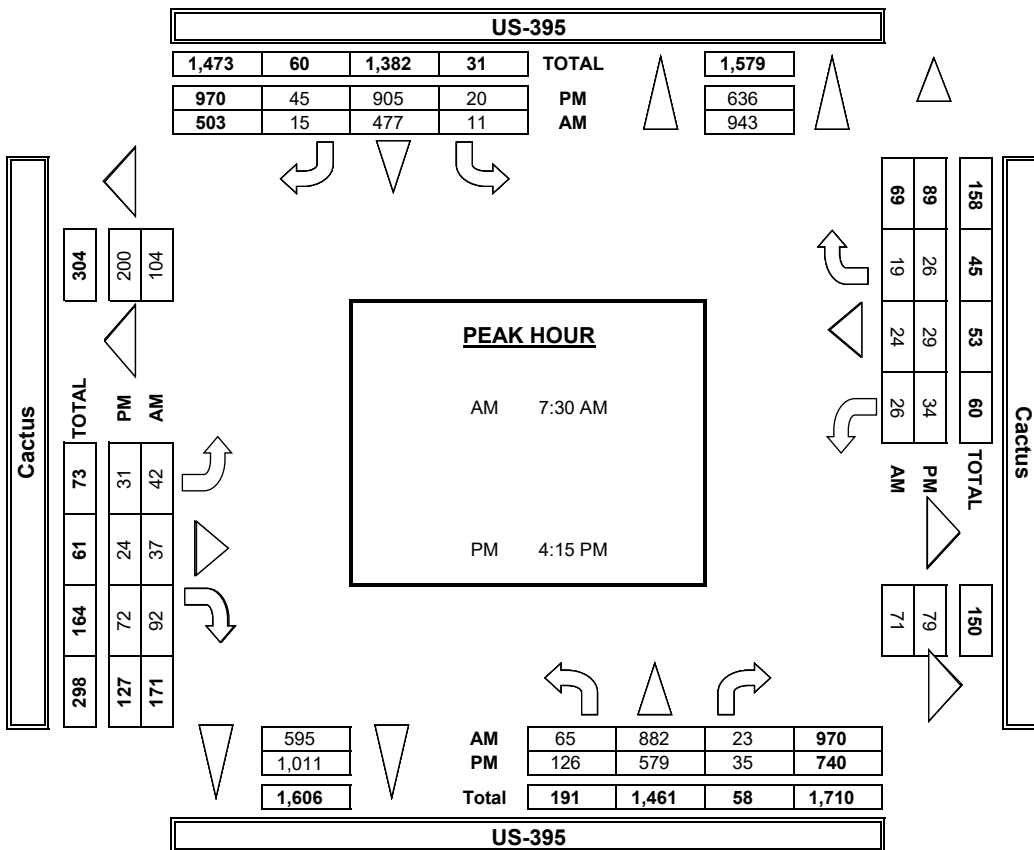 US-395
1,473 60 1,382 31 TOTAL 1,579
970 45 905 20 PM 636
503 15 477 11 AM 943
Cactus
304
200
104
TOTAL
PM
AM
73 61 164 298
31 24 72 127
42 37 92 171
PEAK HOUR
AM 7:30 AM
PM 4:15 PM
158 45 53 60 TOTAL
89 26 29 34 PM
69 19 24 26 AM
150
79
71
Cactus
595 AM 65 882 23 970
1,011 PM 126 579 35 740
1,606 Total 191 1,461 58 1,710
US-395